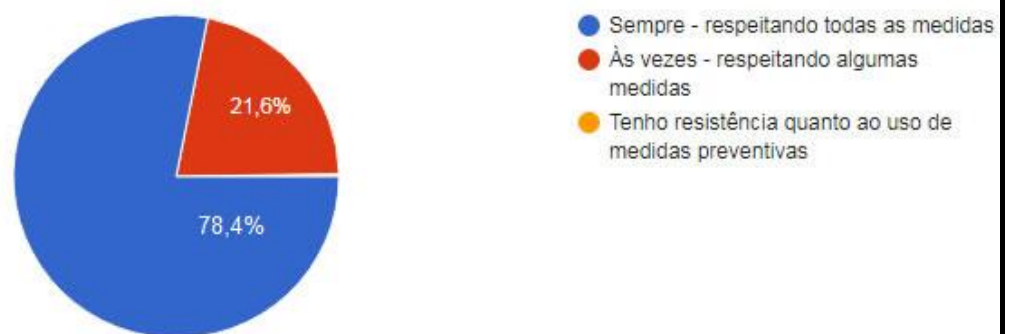 Sempre - respeitando todas as medidas
Às vezes - respeitando algumas
medidas
Tenho resistência quanto ao uso de
medidas preventivas
21,6%
78,4%